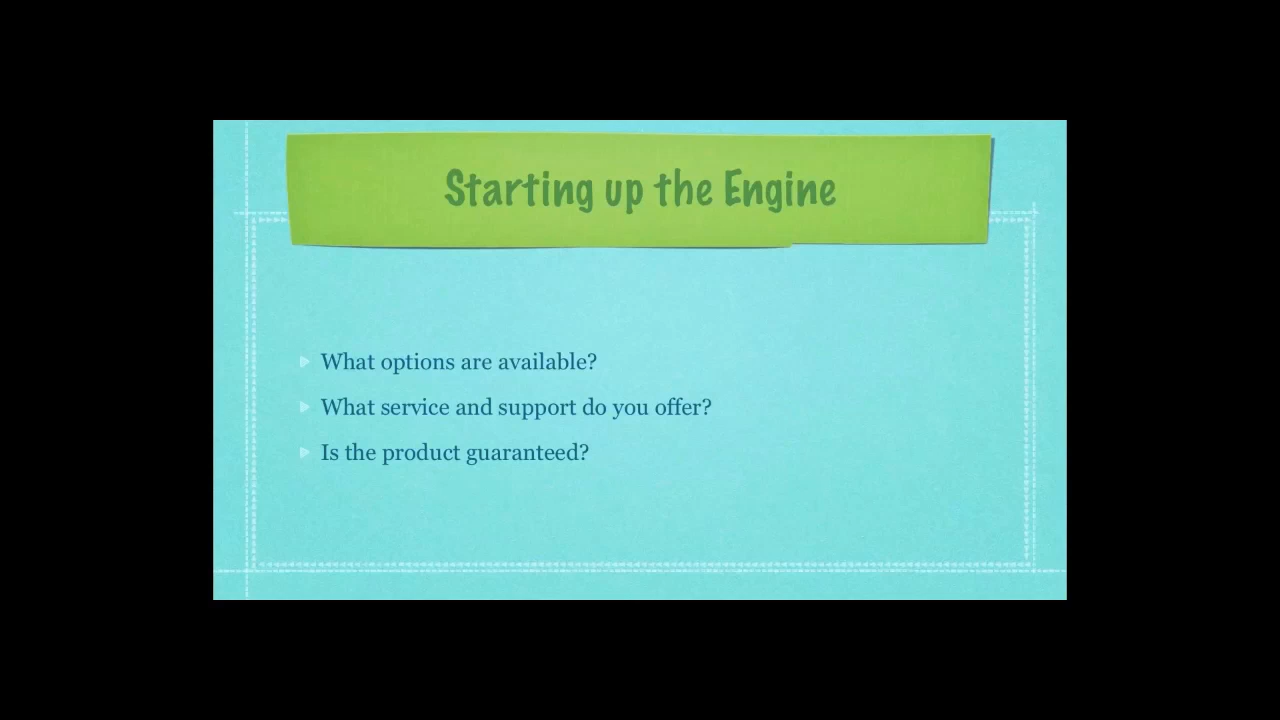 Starting up the Engine
What options are available?
What service and support do you offer?
Is the product guaranteed?